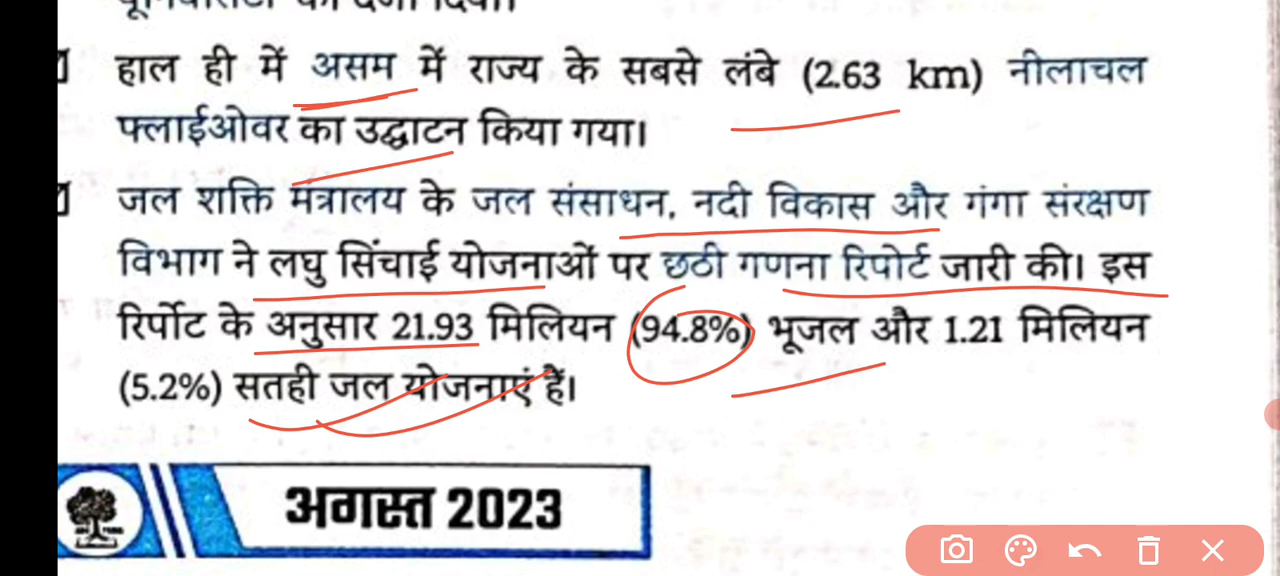 हाल ही में असम में राज्य के सबसे लंबे (2.63 km) नीलाचल
फ्लाईओवर का उद्घाटन किया गया।
जल शक्ति मंत्रालय के जल संसाधन, नदी विकास और गंगा संरक्षण
विभाग ने लघु सिंचाई योजनाओं पर छठी गणना रिपोर्ट जारी की। इस
रिर्पोट के अनुसार 21.93 मिलियन (94.8%) भूजल और 1.21 मिलियन
(5.2%) सतही जल योजनाएं हैं।
अगस्त 2023